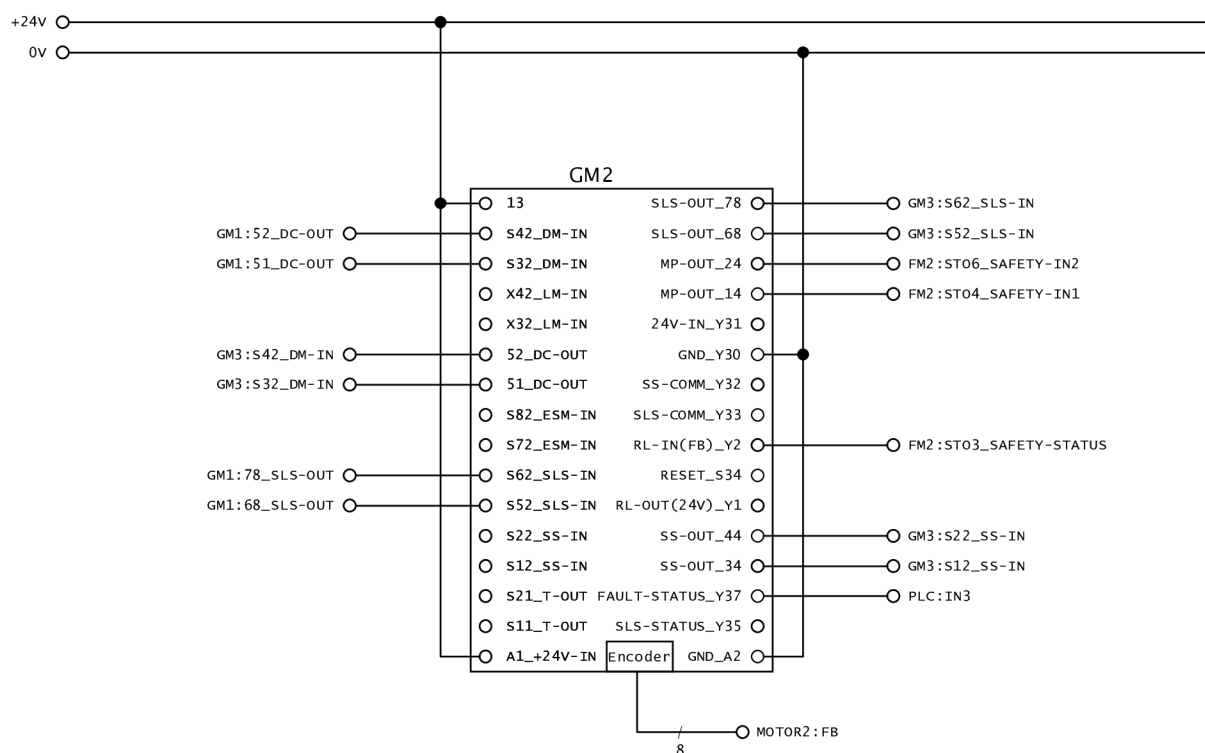 +24V
0V
GM2
13
SLS-OUT_78
GM3:S62_SLS-IN
GM1:52_DC-OUT
S42_DM-IN
SLS-OUT_68
GM3:S52_SLS-IN
GM1:51_DC-OUT
S32_DM-IN
MP-OUT_24
FM2:STO6_SAFETY-IN2
X42_LM-IN
MP-OUT_14
FM2:STO4_SAFETY-IN1
X32_LM-IN
24V-IN_Y31
GM3:S42_DM-IN
52_DC-OUT
GND_Y30
GM3:S32_DM-IN
51_DC-OUT
SS-COMM_Y32
S82_ESM-IN
SLS-COMM_Y33
S72_ESM-IN
RL-IN(FB)_Y2
FM2:STO3_SAFETY-STATUS
GM1:78_SLS-OUT
S62_SLS-IN
RESET_S34
GM1:68_SLS-OUT
S52_SLS-IN
RL-OUT(24V)_Y1
S22_SS-IN
SS-OUT_44
GM3:S22_SS-IN
S12_SS-IN
SS-OUT_34
GM3:S12_SS-IN
S21_T-OUT
FAULT-STATUS_Y37
PLC:IN3
S11_T-OUT
SLS-STATUS_Y35
A1_+24V-IN
Encoder
GND_A2
MOTOR2:FB
8